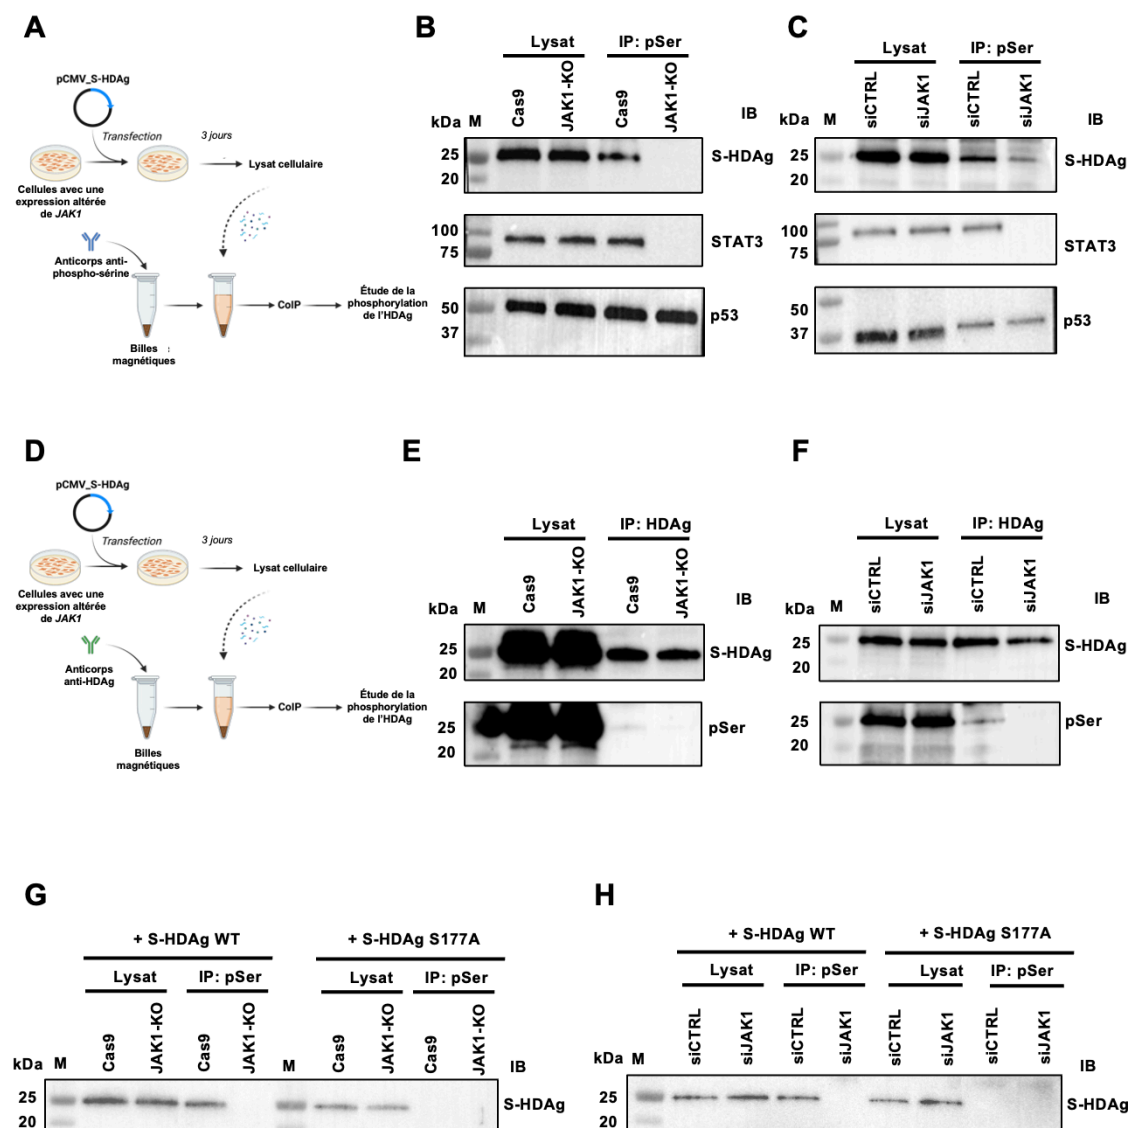 A
pCMV_S-HDAg
Transfection
3 jours
Lysat cellulaire
Cellules avec une
expression altérée
de JAK1
Anticorps anti-
phospho-sérine
CoIP
Étude de la
phosphorylation
de l'HDAg
Billes
magnétiques
B
Lysat
IP: pSer
Cas9
JAK1-KO
Cas9
JAK1-KO
kDa
M
IB
25
20
S-HDAg
100
75
STAT3
50
37
p53
C
Lysat
IP: pSer
siCTRL
siJAK1
siCTRL
siJAK1
kDa
M
IB
25
20
S-HDAg
100
75
STAT3
50
37
p53
D
pCMV_S-HDAg
Transfection
3 jours
Lysat cellulaire
Cellules avec une
expression altérée
de JAK1
Anticorps
anti-HDAg
CoIP
Étude de la
phosphorylation
de l'HDAg
Billes
magnétiques
E
Lysat
IP: HDAg
Cas9
JAK1-KO
Cas9
JAK1-KO
kDa
M
IB
25
20
S-HDAg
25
20
pSer
F
Lysat
IP: HDAg
siCTRL
siJAK1
siCTRL
siJAK1
kDa
M
IB
25
20
S-HDAg
25
20
pSer
G
+ S-HDAg WT
+ S-HDAg S177A
Lysat
IP: pSer
Lysat
IP: pSer
kDa
M
Cas9
JAK1-KO
Cas9
JAK1-KO
M
Cas9
JAK1-KO
Cas9
JAK1-KO
IB
25
20
S-HDAg
H
+ S-HDAg WT
+ S-HDAg S177A
Lysat
IP: pSer
Lysat
IP: pSer
kDa
M
siCTRL
siJAK1
siCTRL
siJAK1
siCTRL
siJAK1
siCTRL
siJAK1
IB
25
20
S-HDAg